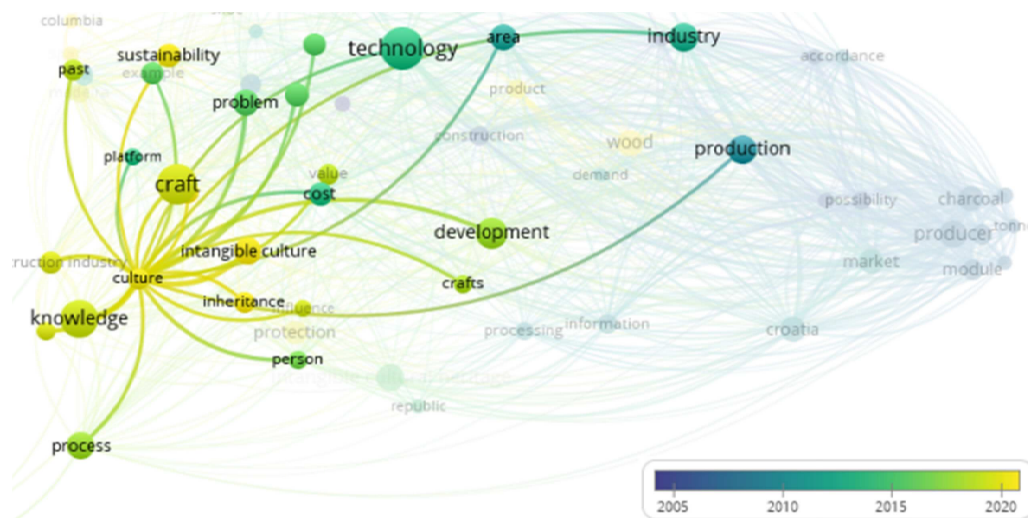 columbia
technology
area
industry
sustainability
past
example
accordance
problem
product
construction
wood
production
platform
value
craft
cost
demand
possibility
charcoal
development
producer
intangible culture
ruction industry
culture
market
module
crafts
inheritance
influence
knowledge
protection
processing
information
croatia
person
republic
process
2005
2010
2015
2020